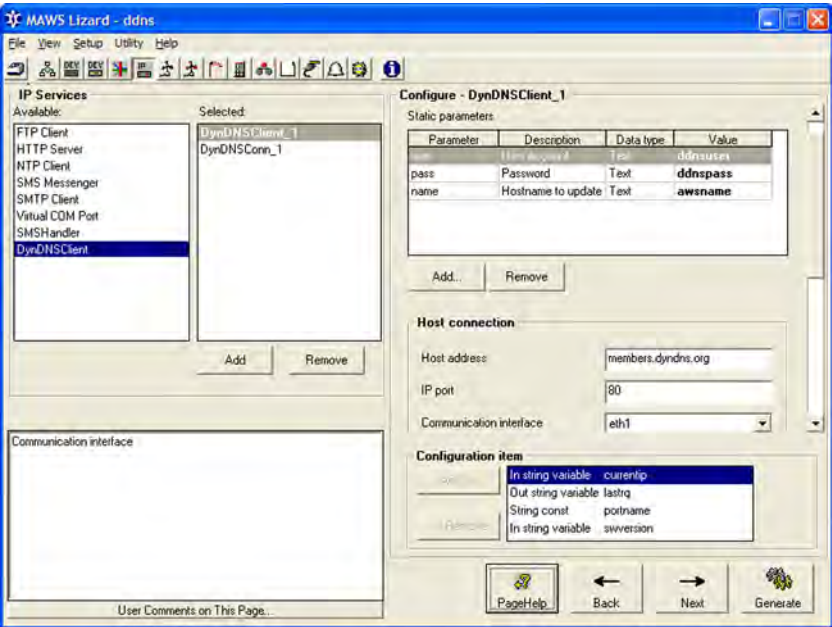 MAWS Lizard - ddns
File View Setup Utility Help
IP Services
Available:
Selected:
FTP Client
HTTP Server
NTP Client
SMS Messenger
SMTP Client
Virtual COM Port
SMSHandler
DynDNSClient
DynDNSClient_1
DynDNSConn_1
Add
Remove
Communication interface
User Comments on This Page...
Configure - DynDNSClient_1
Static parameters
Parameter Description Data type Value
User account Text ddnsuser
pass Password Text ddnspass
name Hostname to update Text awsname
Add... Remove
Host connection
Host address members.dyndns.org
IP port 80
Communication interface eth1
Configuration item
In string variable currentip
Out string variable lastrq
String const portname
In string variable swversion
PageHelp
Back
Next
Generate